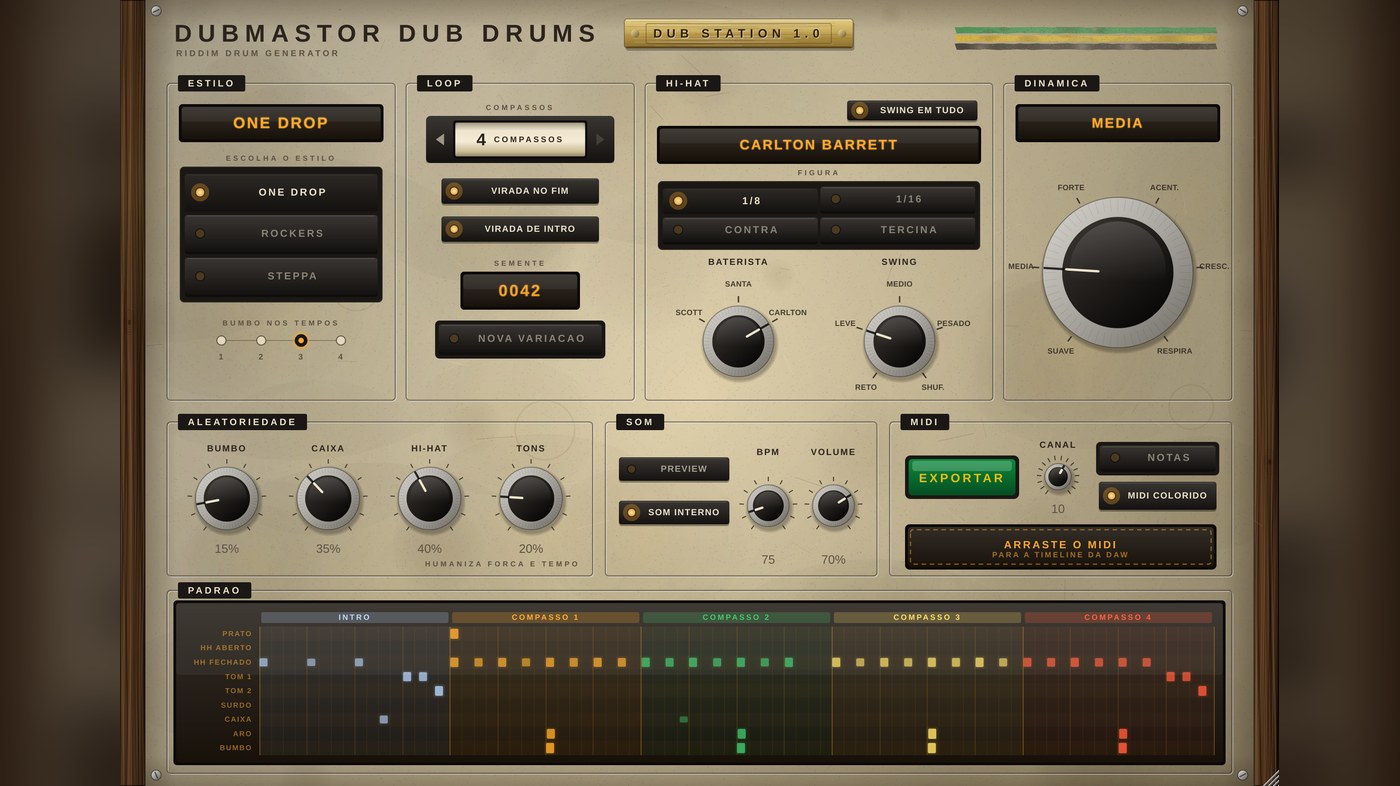 DUBMASTOR DUB DRUMS
RIDDIM DRUM GENERATOR
DUB STATION 1.0
ESTILO
ONE DROP
ESCOLHA O ESTILO
ONE DROP
ROCKERS
STEPPA
BUMBO NOS TEMPOS
1 2 3 4
LOOP
COMPASSOS
4 COMPASSOS
VIRADA NO FIM
VIRADA DE INTRO
SEMENTE
0042
NOVA VARIACAO
HI-HAT
SWING EM TUDO
CARLTON BARRETT
FIGURA
1/8 1/16
CONTRA TERCINA
BATERISTA
SANTA
SCOTT CARLTON
SWING
MEDIO
LEVE PESADO
RETO SHUF.
DINAMICA
MEDIA
FORTE ACENT.
MEDIA CRESC.
SUAVE RESPIRA
ALEATORIEDADE
BUMBO CAIXA HI-HAT TONS
15% 35% 40% 20%
HUMANIZA FORCA E TEMPO
SOM
PREVIEW
SOM INTERNO
BPM VOLUME
75 70%
MIDI
EXPORTAR
CANAL
10
NOTAS
MIDI COLORIDO
ARRASTE O MIDI
PARA A TIMELINE DA DAW
PADRAO
INTRO COMPASSO 1 COMPASSO 2 COMPASSO 3 COMPASSO 4
PRATO
HH ABERTO
HH FECHADO
TOM 1
TOM 2
SURDO
CAIXA
ARO
BUMBO